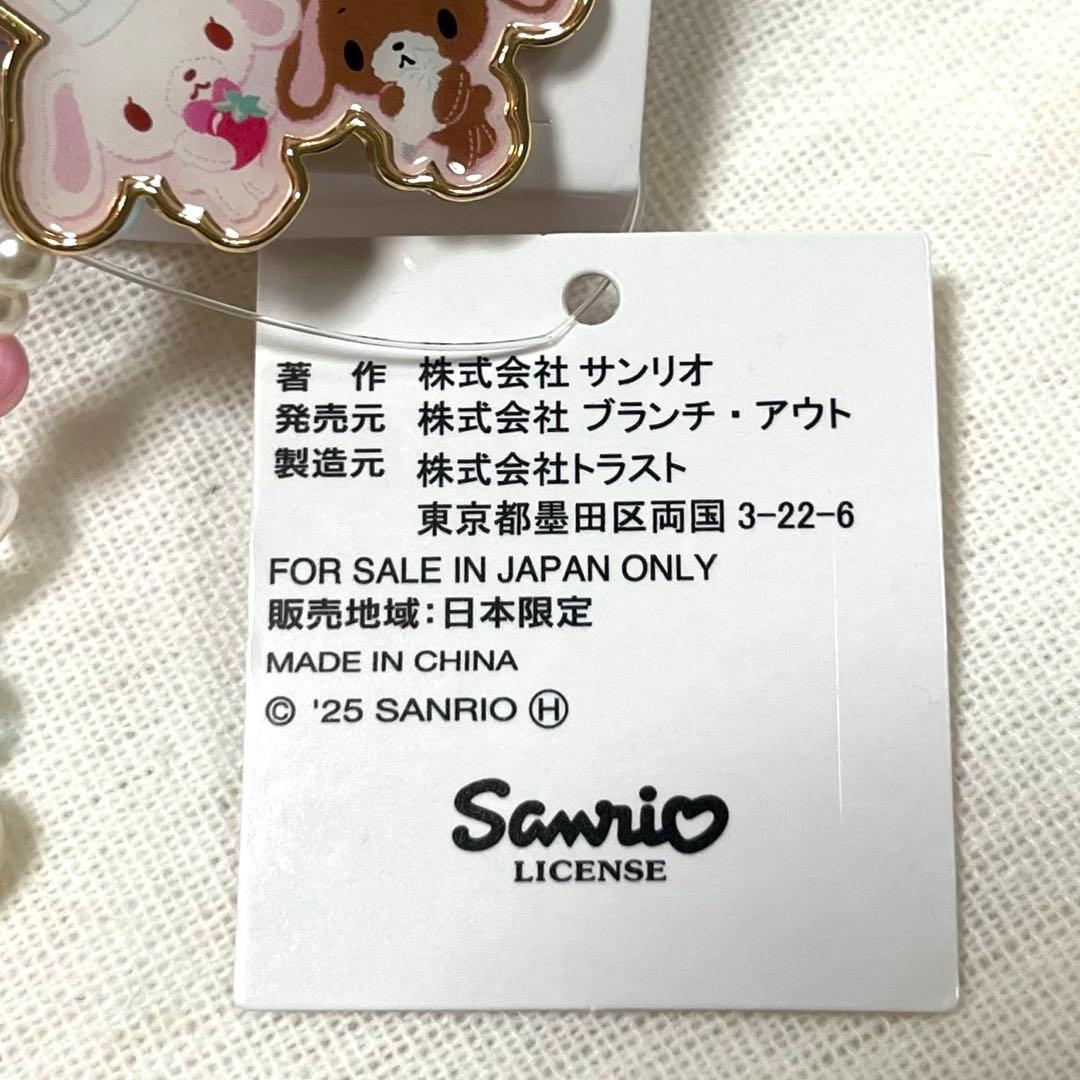 著 作 株式会社 サンリオ
発売元 株式会社 ブランチ・アウト
製造元 株式会社トラスト
東京都墨田区両国 3-22-6
FOR SALE IN JAPAN ONLY
販売地域:日本限定
MADE IN CHINA
© '25 SANRIO Ⓗ
Sanrio
LICENSE